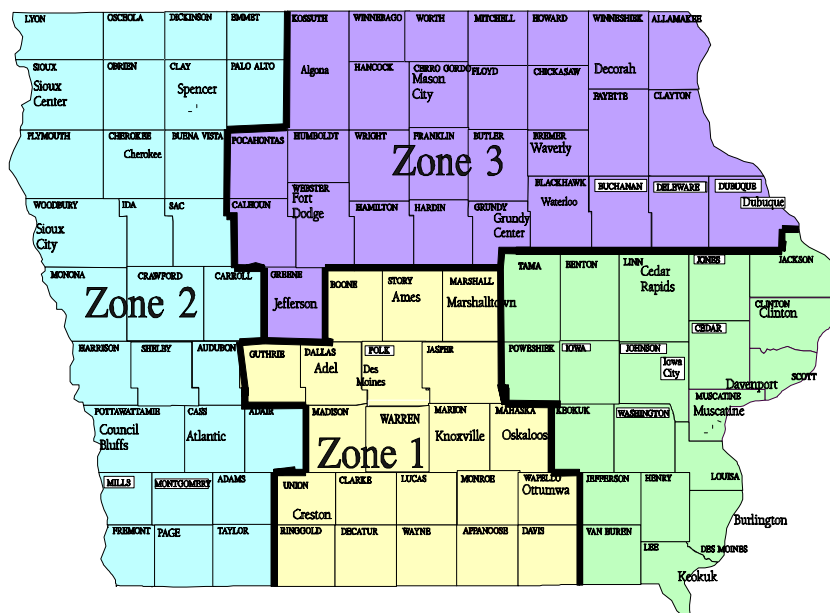 LYON OSCHOLA DICKINSON EMMET KOSSUTH WINNEBAGO WORTH MITCHELL HOWARD WINNESHIEK ALLAMAKEE
SIOUX OBRIEN CLAY PALO ALTO HANCOCK CERRO GORDO FLOYD CHICKASAW
Sioux
Center
Spencer
Algona
Mason
City
Decorah
FAYETTE CLAYTON
PLYMOUTH CHEROKEE BUENA VISTA POCAHONTAS HUMBOLDT WRIGHT FRANKLIN BUTLER BREMER
Cherokee
Waverly
Zone 3
WEBSTER BLACKHAWK BUCHANAN DELEWARE DUBUQUE
Fort
Dodge
Waterloo
Dubuque
WOODBURY IDA SAC CALHOUN HAMILTON HARDIN GRUNDY
Sioux
City
Grundy
Center
MONONA CRAWFORD CARROLL GREENE BOONE STORY MARSHALL TAMA BENTON LINN JONES JACKSON
Zone 2
Jefferson
Ames
Marshalltown
Cedar
Rapids
CLINTON
Clinton
CEDAR
HARRISON SHELBY AUDUBON GUTHRIE DALLAS POLK JASPER POWESHIEK IOWA JOHNSON
Adel
Des
Moines
Iowa
City
SCOTT
Davenport
MUSCATINE
Muscatine
POTTAWATTAMIE CASS ADAIR MADISON WARREN MARION MAHASKA KEOKUK WASHINGTON
Council
Bluffs
Atlantic
Knoxville
Oskaloos
Zone 1
MILLS MONTGOMERY ADAMS UNION CLARKE LUCAS MONROE WAPELLO JEFFERSON HENRY LOUISA
Creston
Ottumwa
Burlington
FREMONT PAGE TAYLOR RINGGOLD DECATUR WAYNE APPANOOSE DAVIS VAN BUREN LEE DES MOINES
Keokuk